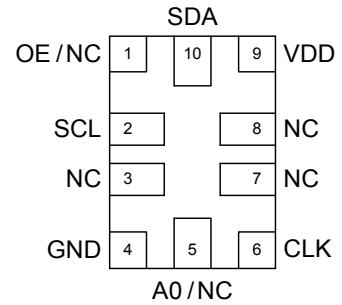 SDA
OE/NC 1 10 9 VDD
SCL 2 8 NC
NC 3 7 NC
GND 4 5 6 CLK
A0/NC